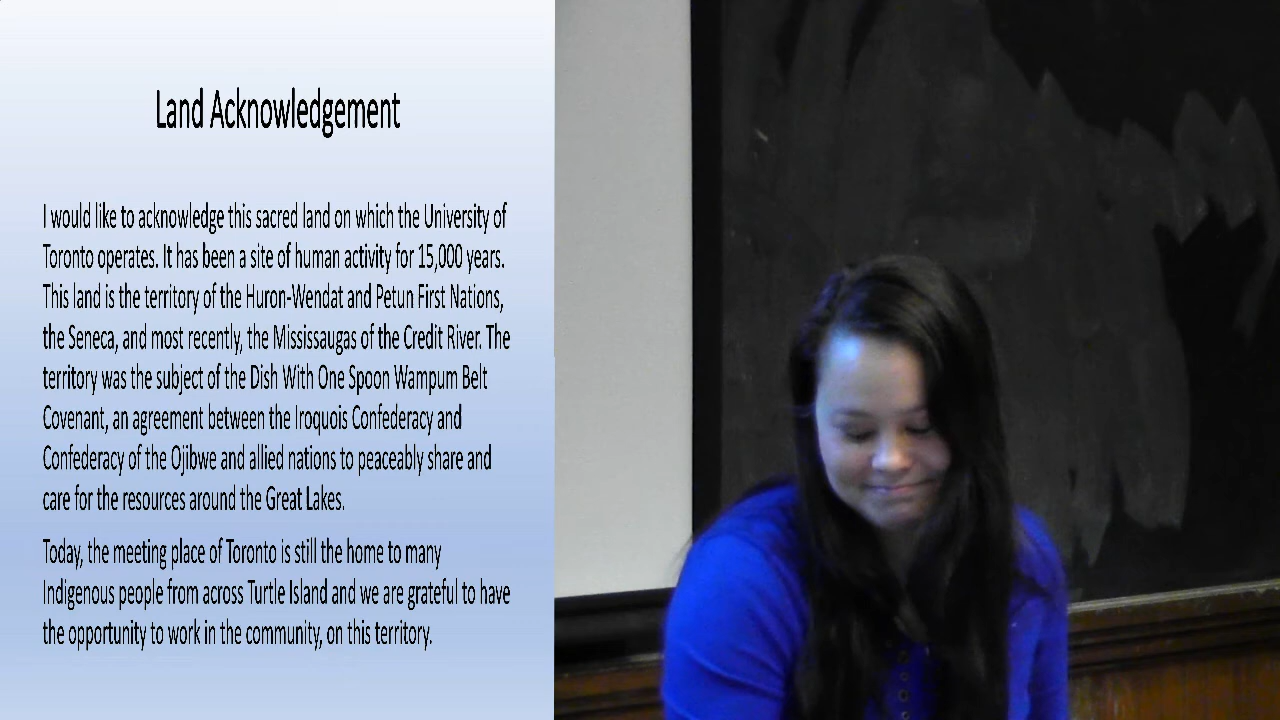 Land Acknowledgement
I would like to acknowledge this sacred land on which the University of
Toronto operates. It has been a site of human activity for 15,000 years.
This land is the territory of the Huron-Wendat and Petun First Nations,
the Seneca, and most recently, the Mississaugas of the Credit River. The
territory was the subject of the Dish With One Spoon Wampum Belt
Covenant, an agreement between the Iroquois Confederacy and
Confederacy of the Ojibwe and allied nations to peaceably share and
care for the resources around the Great Lakes.
Today, the meeting place of Toronto is still the home to many
Indigenous people from across Turtle Island and we are grateful to have
the opportunity to work in the community, on this territory.